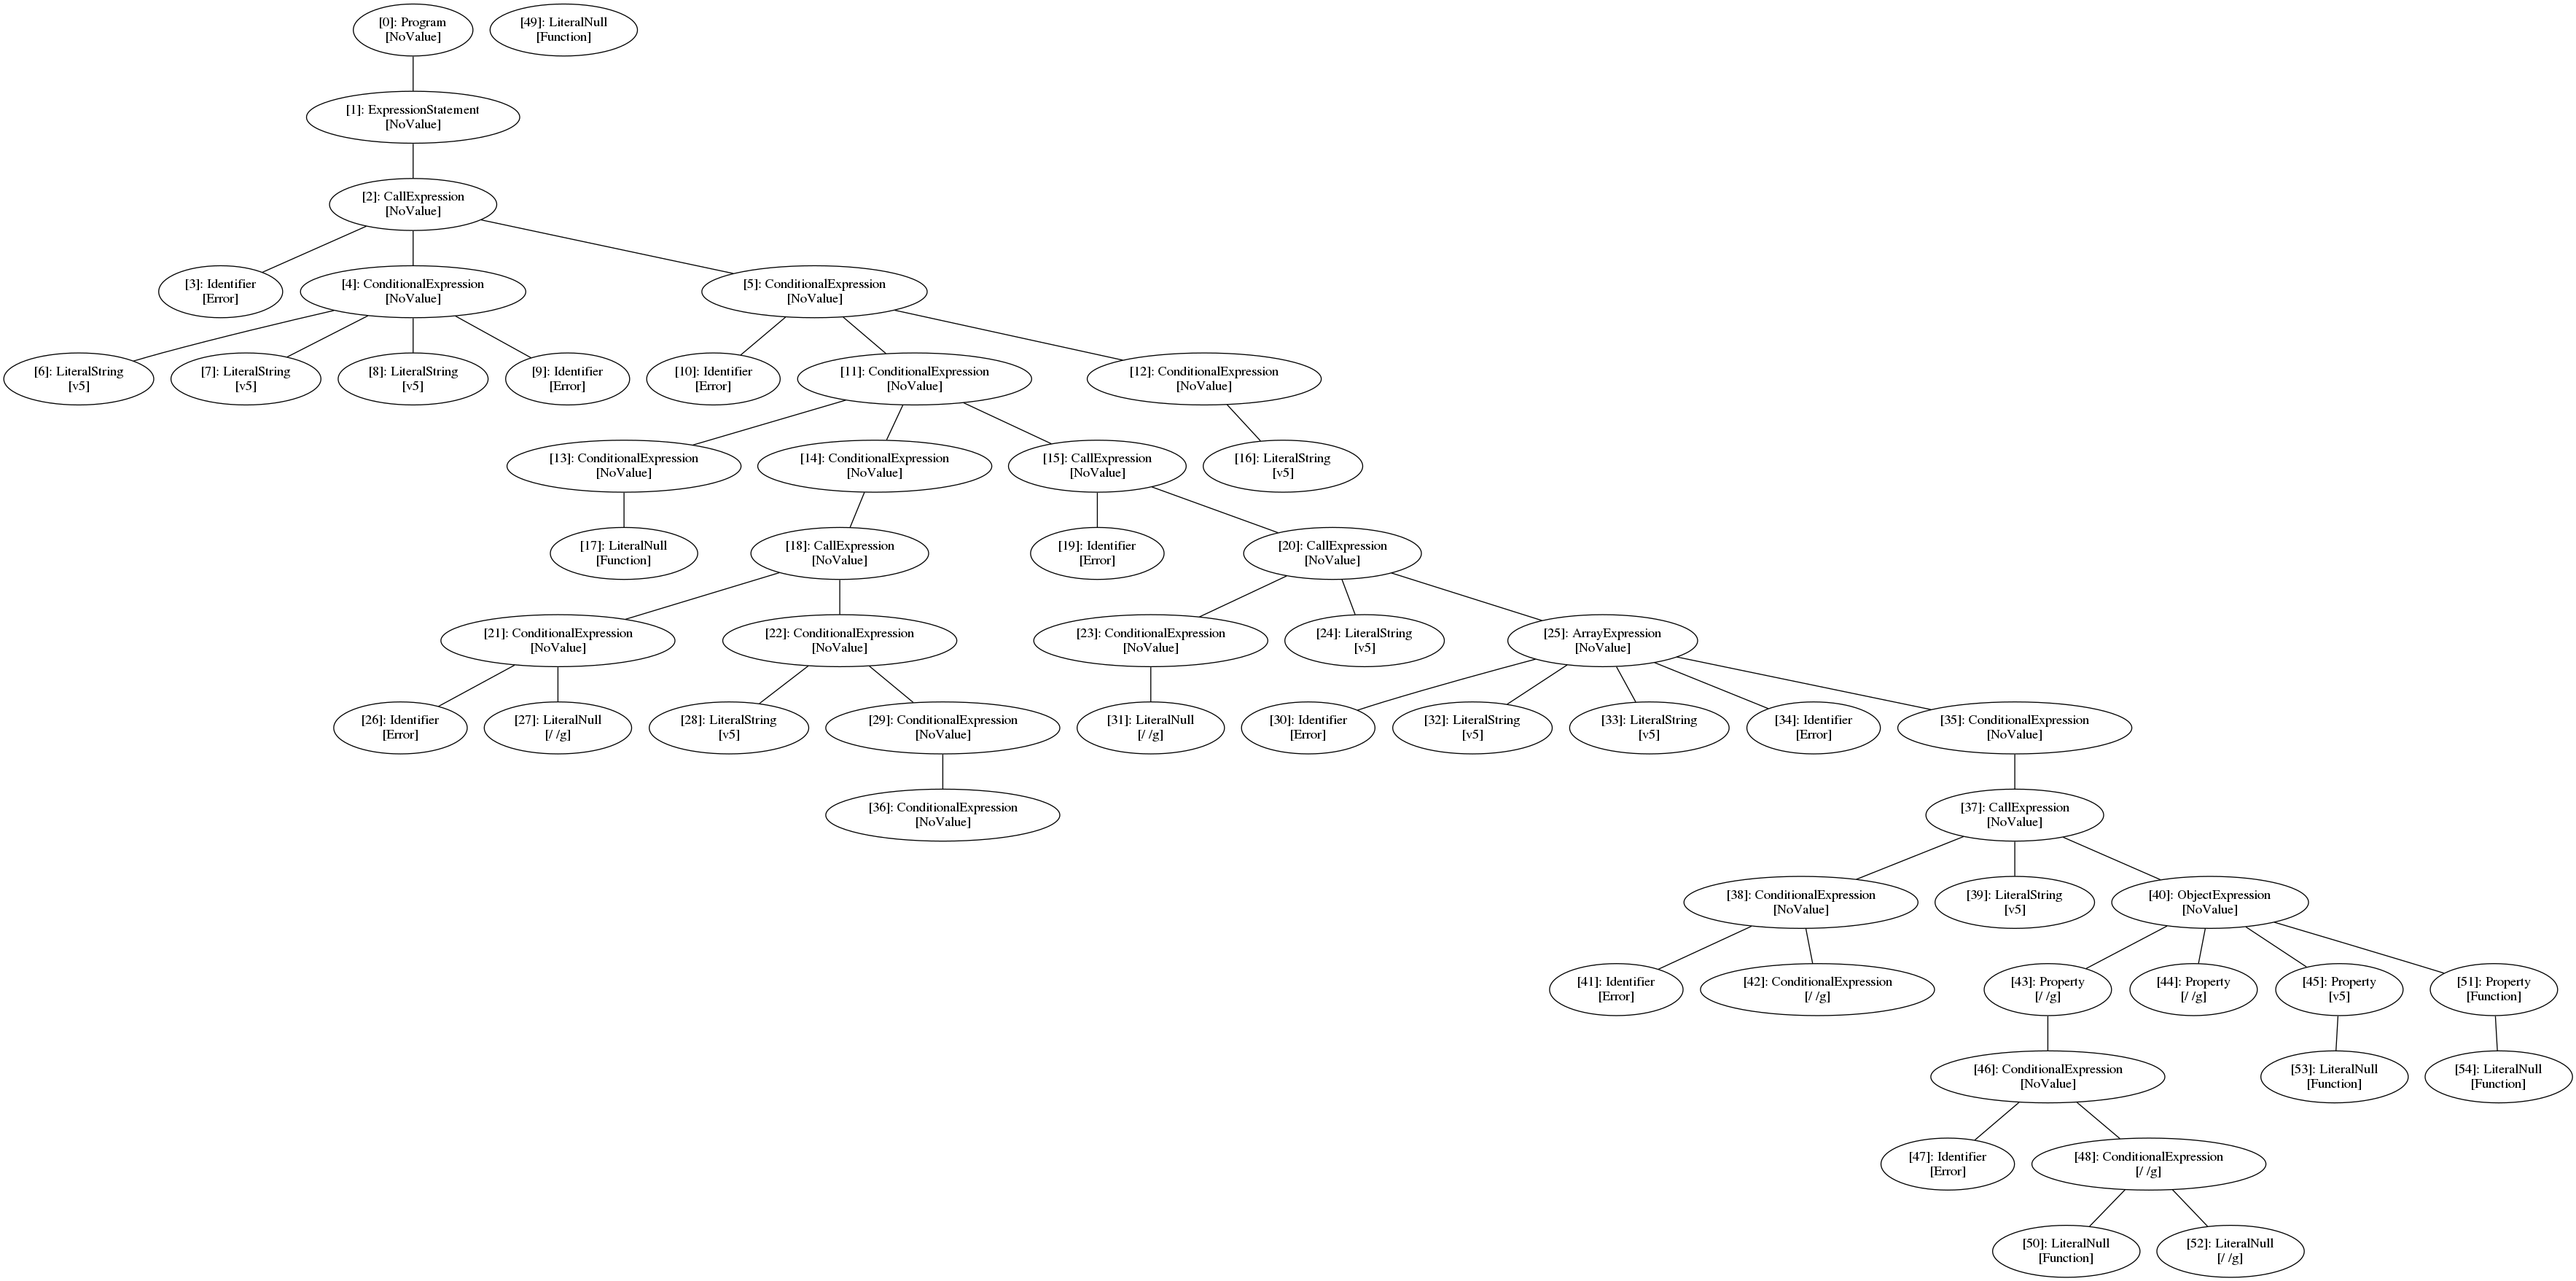 [0]: Program
[NoValue]
[49]: LiteralNull
[Function]
[1]: ExpressionStatement
[NoValue]
[2]: CallExpression
[NoValue]
[3]: Identifier
[Error]
[4]: ConditionalExpression
[NoValue]
[5]: ConditionalExpression
[NoValue]
[6]: LiteralString
[v5]
[7]: LiteralString
[v5]
[8]: LiteralString
[v5]
[9]: Identifier
[Error]
[10]: Identifier
[Error]
[11]: ConditionalExpression
[NoValue]
[12]: ConditionalExpression
[NoValue]
[13]: ConditionalExpression
[NoValue]
[14]: ConditionalExpression
[NoValue]
[15]: CallExpression
[NoValue]
[16]: LiteralString
[v5]
[17]: LiteralNull
[Function]
[18]: CallExpression
[NoValue]
[19]: Identifier
[Error]
[20]: CallExpression
[NoValue]
[21]: ConditionalExpression
[NoValue]
[22]: ConditionalExpression
[NoValue]
[23]: ConditionalExpression
[NoValue]
[24]: LiteralString
[v5]
[25]: ArrayExpression
[NoValue]
[26]: Identifier
[Error]
[27]: LiteralNull
[/ /g]
[28]: LiteralString
[v5]
[29]: ConditionalExpression
[NoValue]
[31]: LiteralNull
[/ /g]
[30]: Identifier
[Error]
[32]: LiteralString
[v5]
[33]: LiteralString
[v5]
[34]: Identifier
[Error]
[35]: ConditionalExpression
[NoValue]
[36]: ConditionalExpression
[NoValue]
[37]: CallExpression
[NoValue]
[38]: ConditionalExpression
[NoValue]
[39]: LiteralString
[v5]
[40]: ObjectExpression
[NoValue]
[41]: Identifier
[Error]
[42]: ConditionalExpression
[/ /g]
[43]: Property
[/ /g]
[44]: Property
[/ /g]
[45]: Property
[v5]
[51]: Property
[Function]
[46]: ConditionalExpression
[NoValue]
[53]: LiteralNull
[Function]
[54]: LiteralNull
[Function]
[47]: Identifier
[Error]
[48]: ConditionalExpression
[/ /g]
[50]: LiteralNull
[Function]
[52]: LiteralNull
[/ /g]